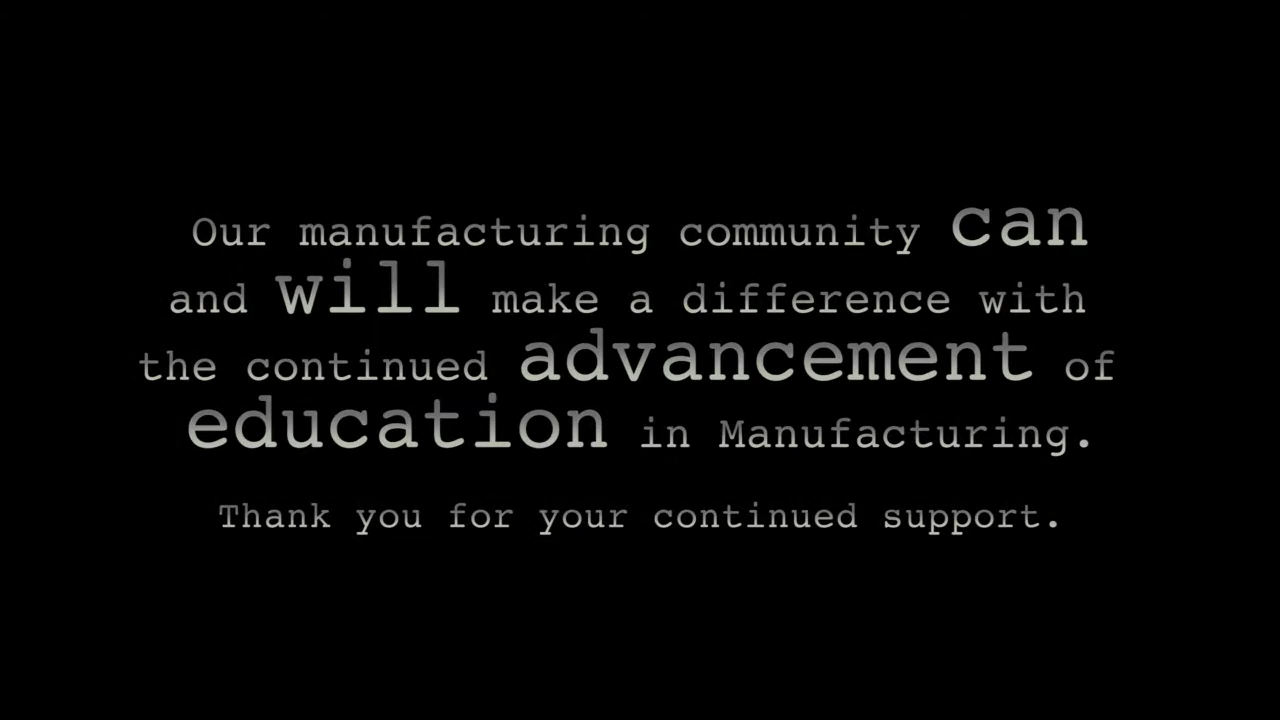 Our manufacturing community can
and will make a difference with
the continued advancement of
education in Manufacturing.
Thank you for your continued support.